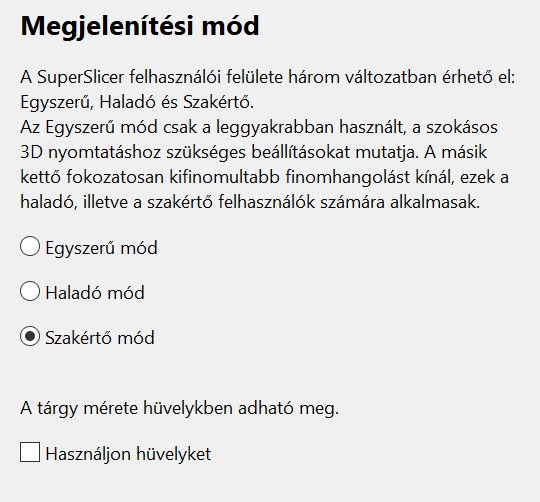 Megjelenítési mód
A SuperSlicer felhasználói felülete három változatban érhető el:
Egyszerű, Haladó és Szakértő.
Az Egyszerű mód csak a leggyakrabban használt, a szokásos
3D nyomtatáshoz szükséges beállításokat mutatja. A másik
kettő fokozatosan kifinomultabb finomhangolást kínál, ezek a
haladó, illetve a szakértő felhasználók számára alkalmasak.
Egyszerű mód
Haladó mód
Szakértő mód
A tárgy mérete hüvelykben adható meg.
Használjon hüvelyket